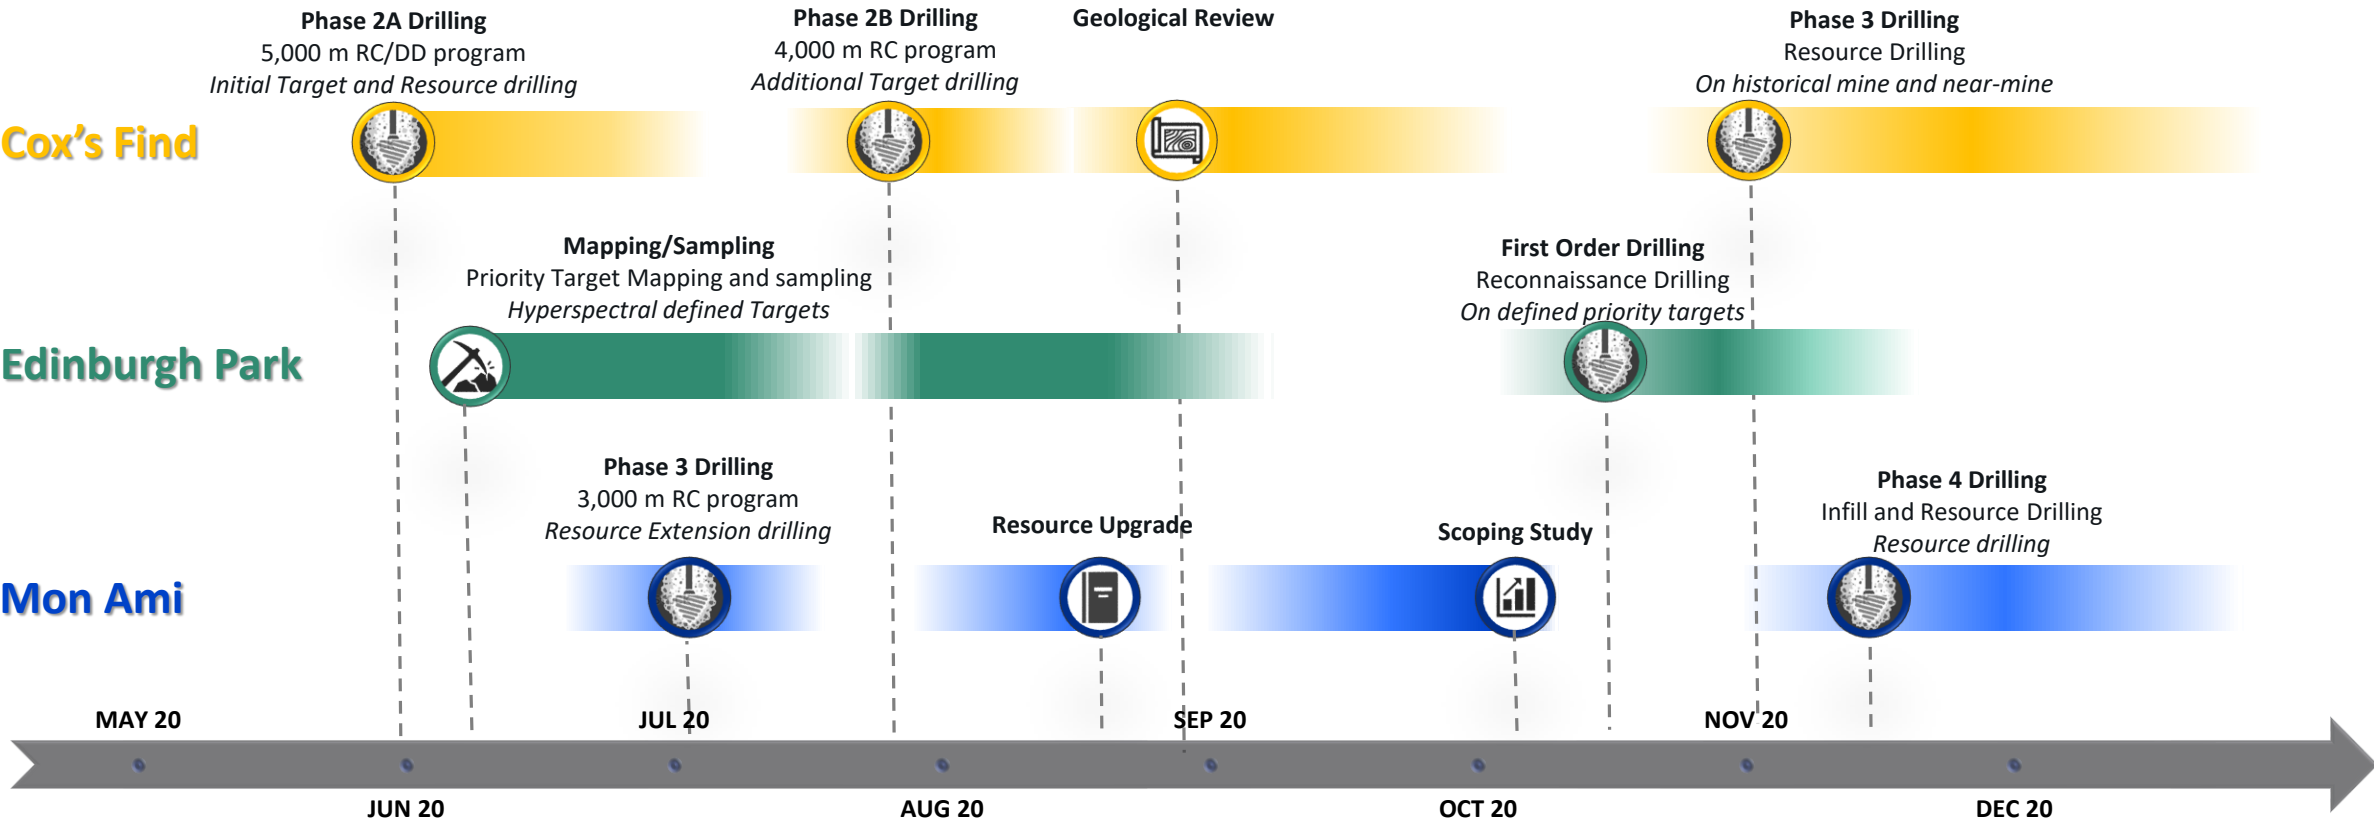 Phase 2A Drilling
5,000 m RC/DD program
Initial Target and Resource drilling
Phase 2B Drilling
4,000 m RC program
Additional Target drilling
Geological Review
Phase 3 Drilling
Resource Drilling
On historical mine and near-mine
Cox’s Find
Mapping/Sampling
Priority Target Mapping and sampling
Hyperspectral defined Targets
First Order Drilling
Reconnaissance Drilling
On defined priority targets
Edinburgh Park
Phase 3 Drilling
3,000 m RC program
Resource Extension drilling
Resource Upgrade
Scoping Study
Phase 4 Drilling
Infill and Resource Drilling
Resource drilling
Mon Ami
MAY 20
JUL 20
SEP 20
NOV 20
JUN 20
AUG 20
OCT 20
DEC 20